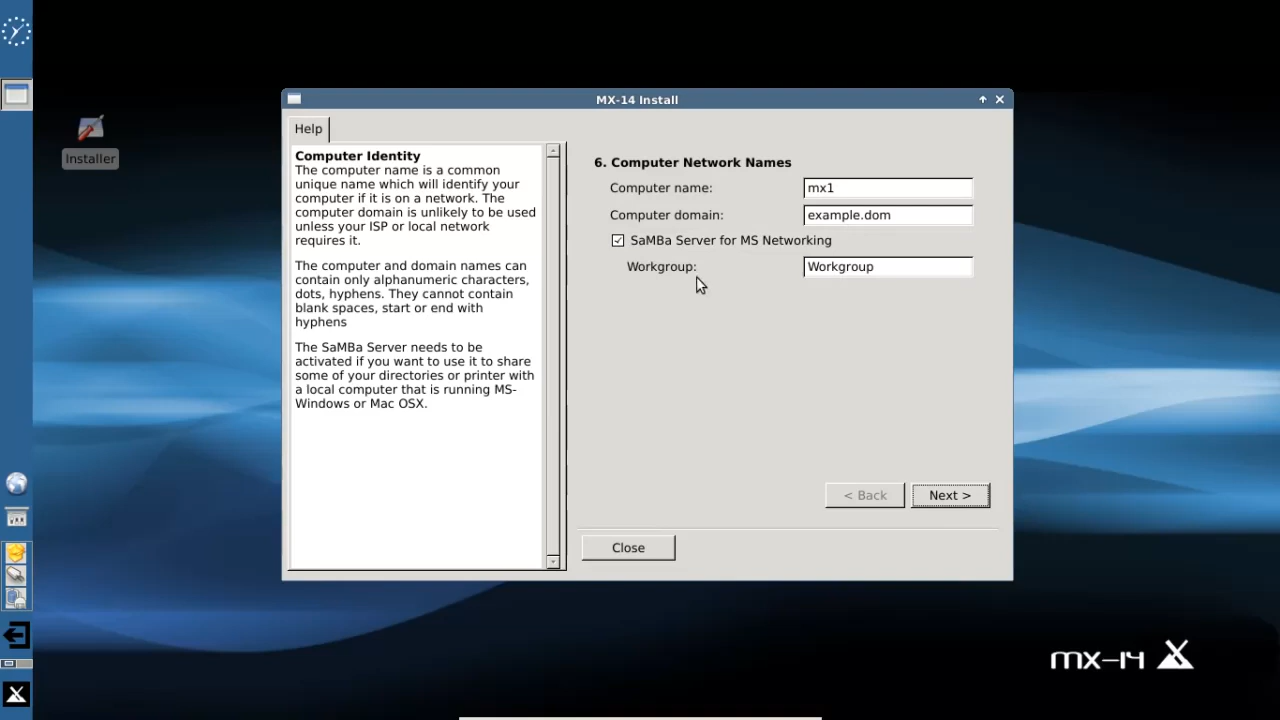 MX-14 Install
Installer
Help
Computer Identity
The computer name is a common
unique name which will identify your
computer if it is on a network. The
computer domain is unlikely to be used
unless your ISP or local network
requires it.
The computer and domain names can
contain only alphanumeric characters,
dots, hyphens. They cannot contain
blank spaces, start or end with
hyphens
The SaMBa Server needs to be
activated if you want to use it to share
some of your directories or printer with
a local computer that is running MS-
Windows or Mac OSX.
6. Computer Network Names
Computer name: mx1
Computer domain: example.dom
SaMBa Server for MS Networking
Workgroup: Workgroup
< Back Next >
Close
mx-14